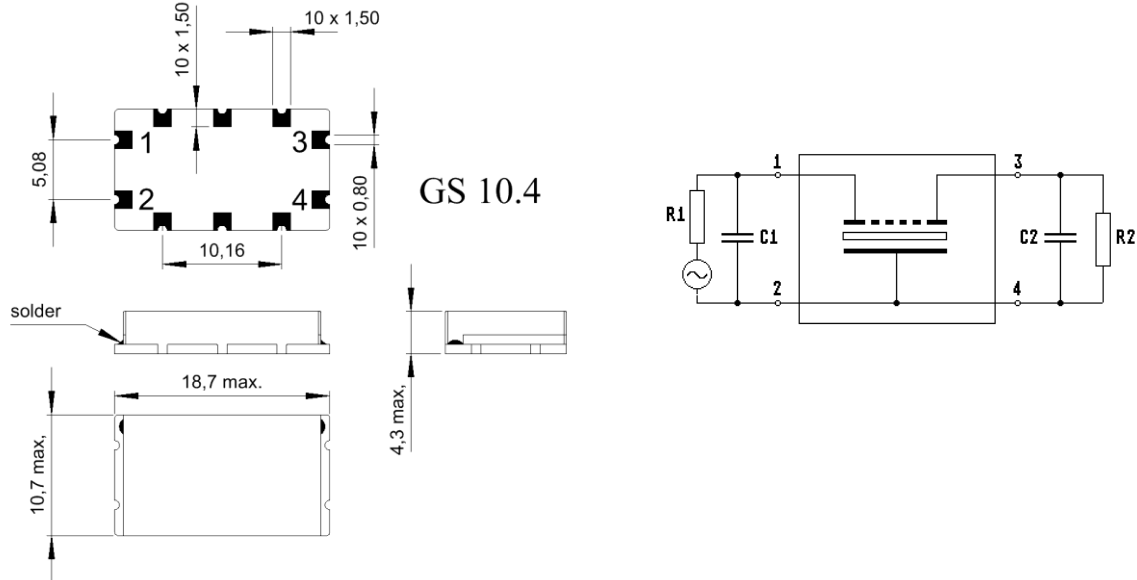 10 x 1,50
10 x 1,50
1
3
5,08
2
4
10 x 0,80
10,16
GS 10.4
solder
18,7 max.
4,3 max,
10,7 max,
1
3
R1
C1
C2
R2
2
4